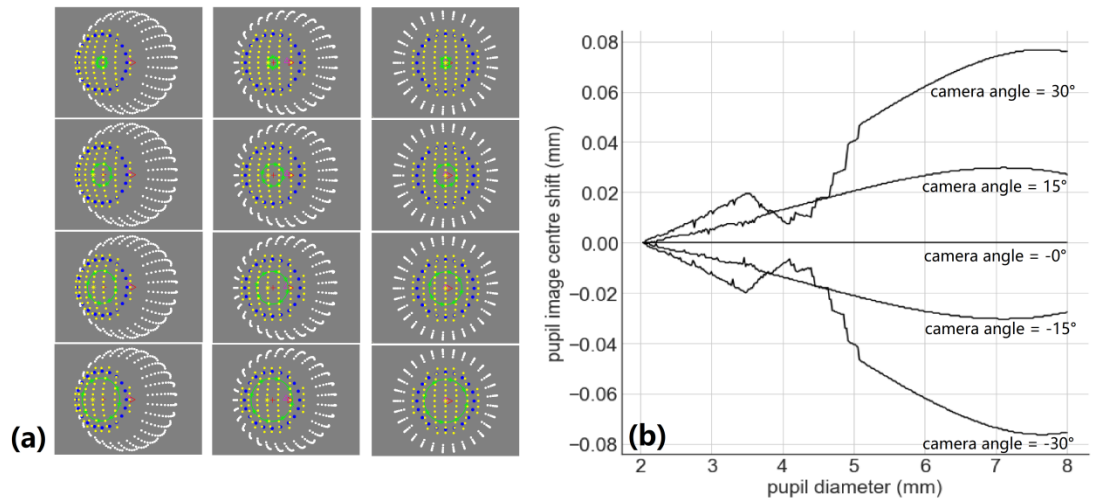 (a)
pupil image centre shift (mm)
0.08
0.06
0.04
0.02
0.00
−0.02
−0.04
−0.06
−0.08
camera angle = 30°
camera angle = 15°
camera angle = -0°
camera angle = -15°
camera angle = -30°
(b)
2 3 4 5 6 7 8
pupil diameter (mm)